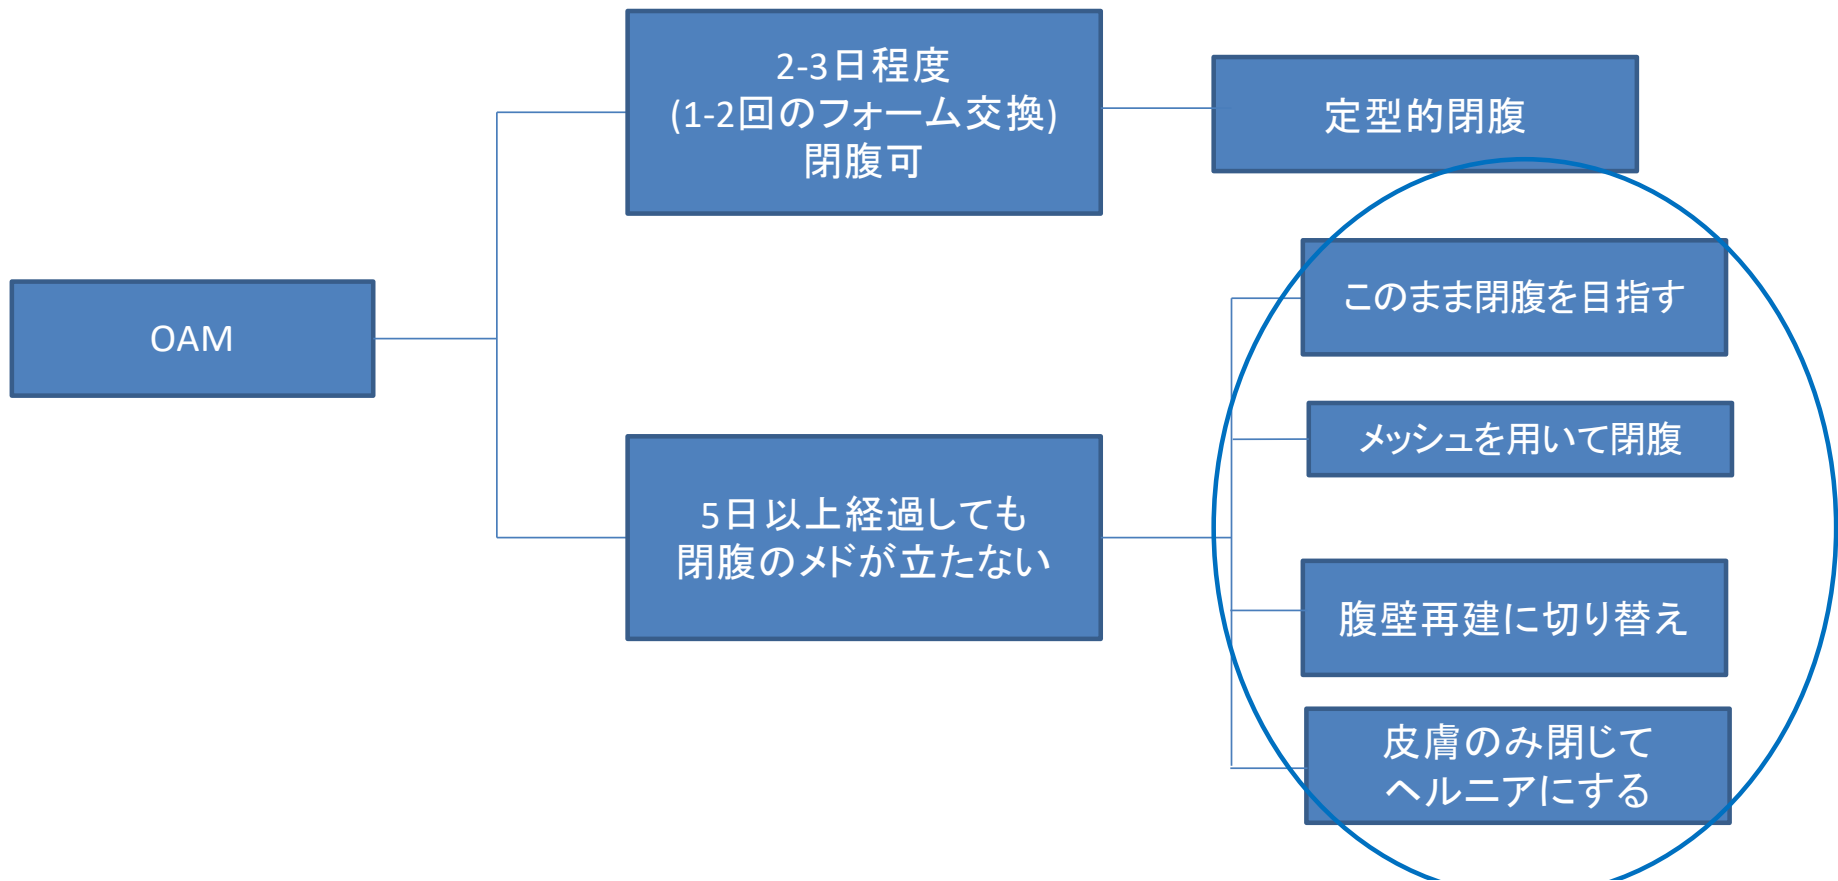 2-3日程度
(1-2回のフォーム交換)
閉腹可
定型的閉腹
OAM
このまま閉腹を目指す
メッシュを用いて閉腹
5日以上経過しても
閉腹のメドが立たない
腹壁再建に切り替え
皮膚のみ閉じて
ヘルニアにする